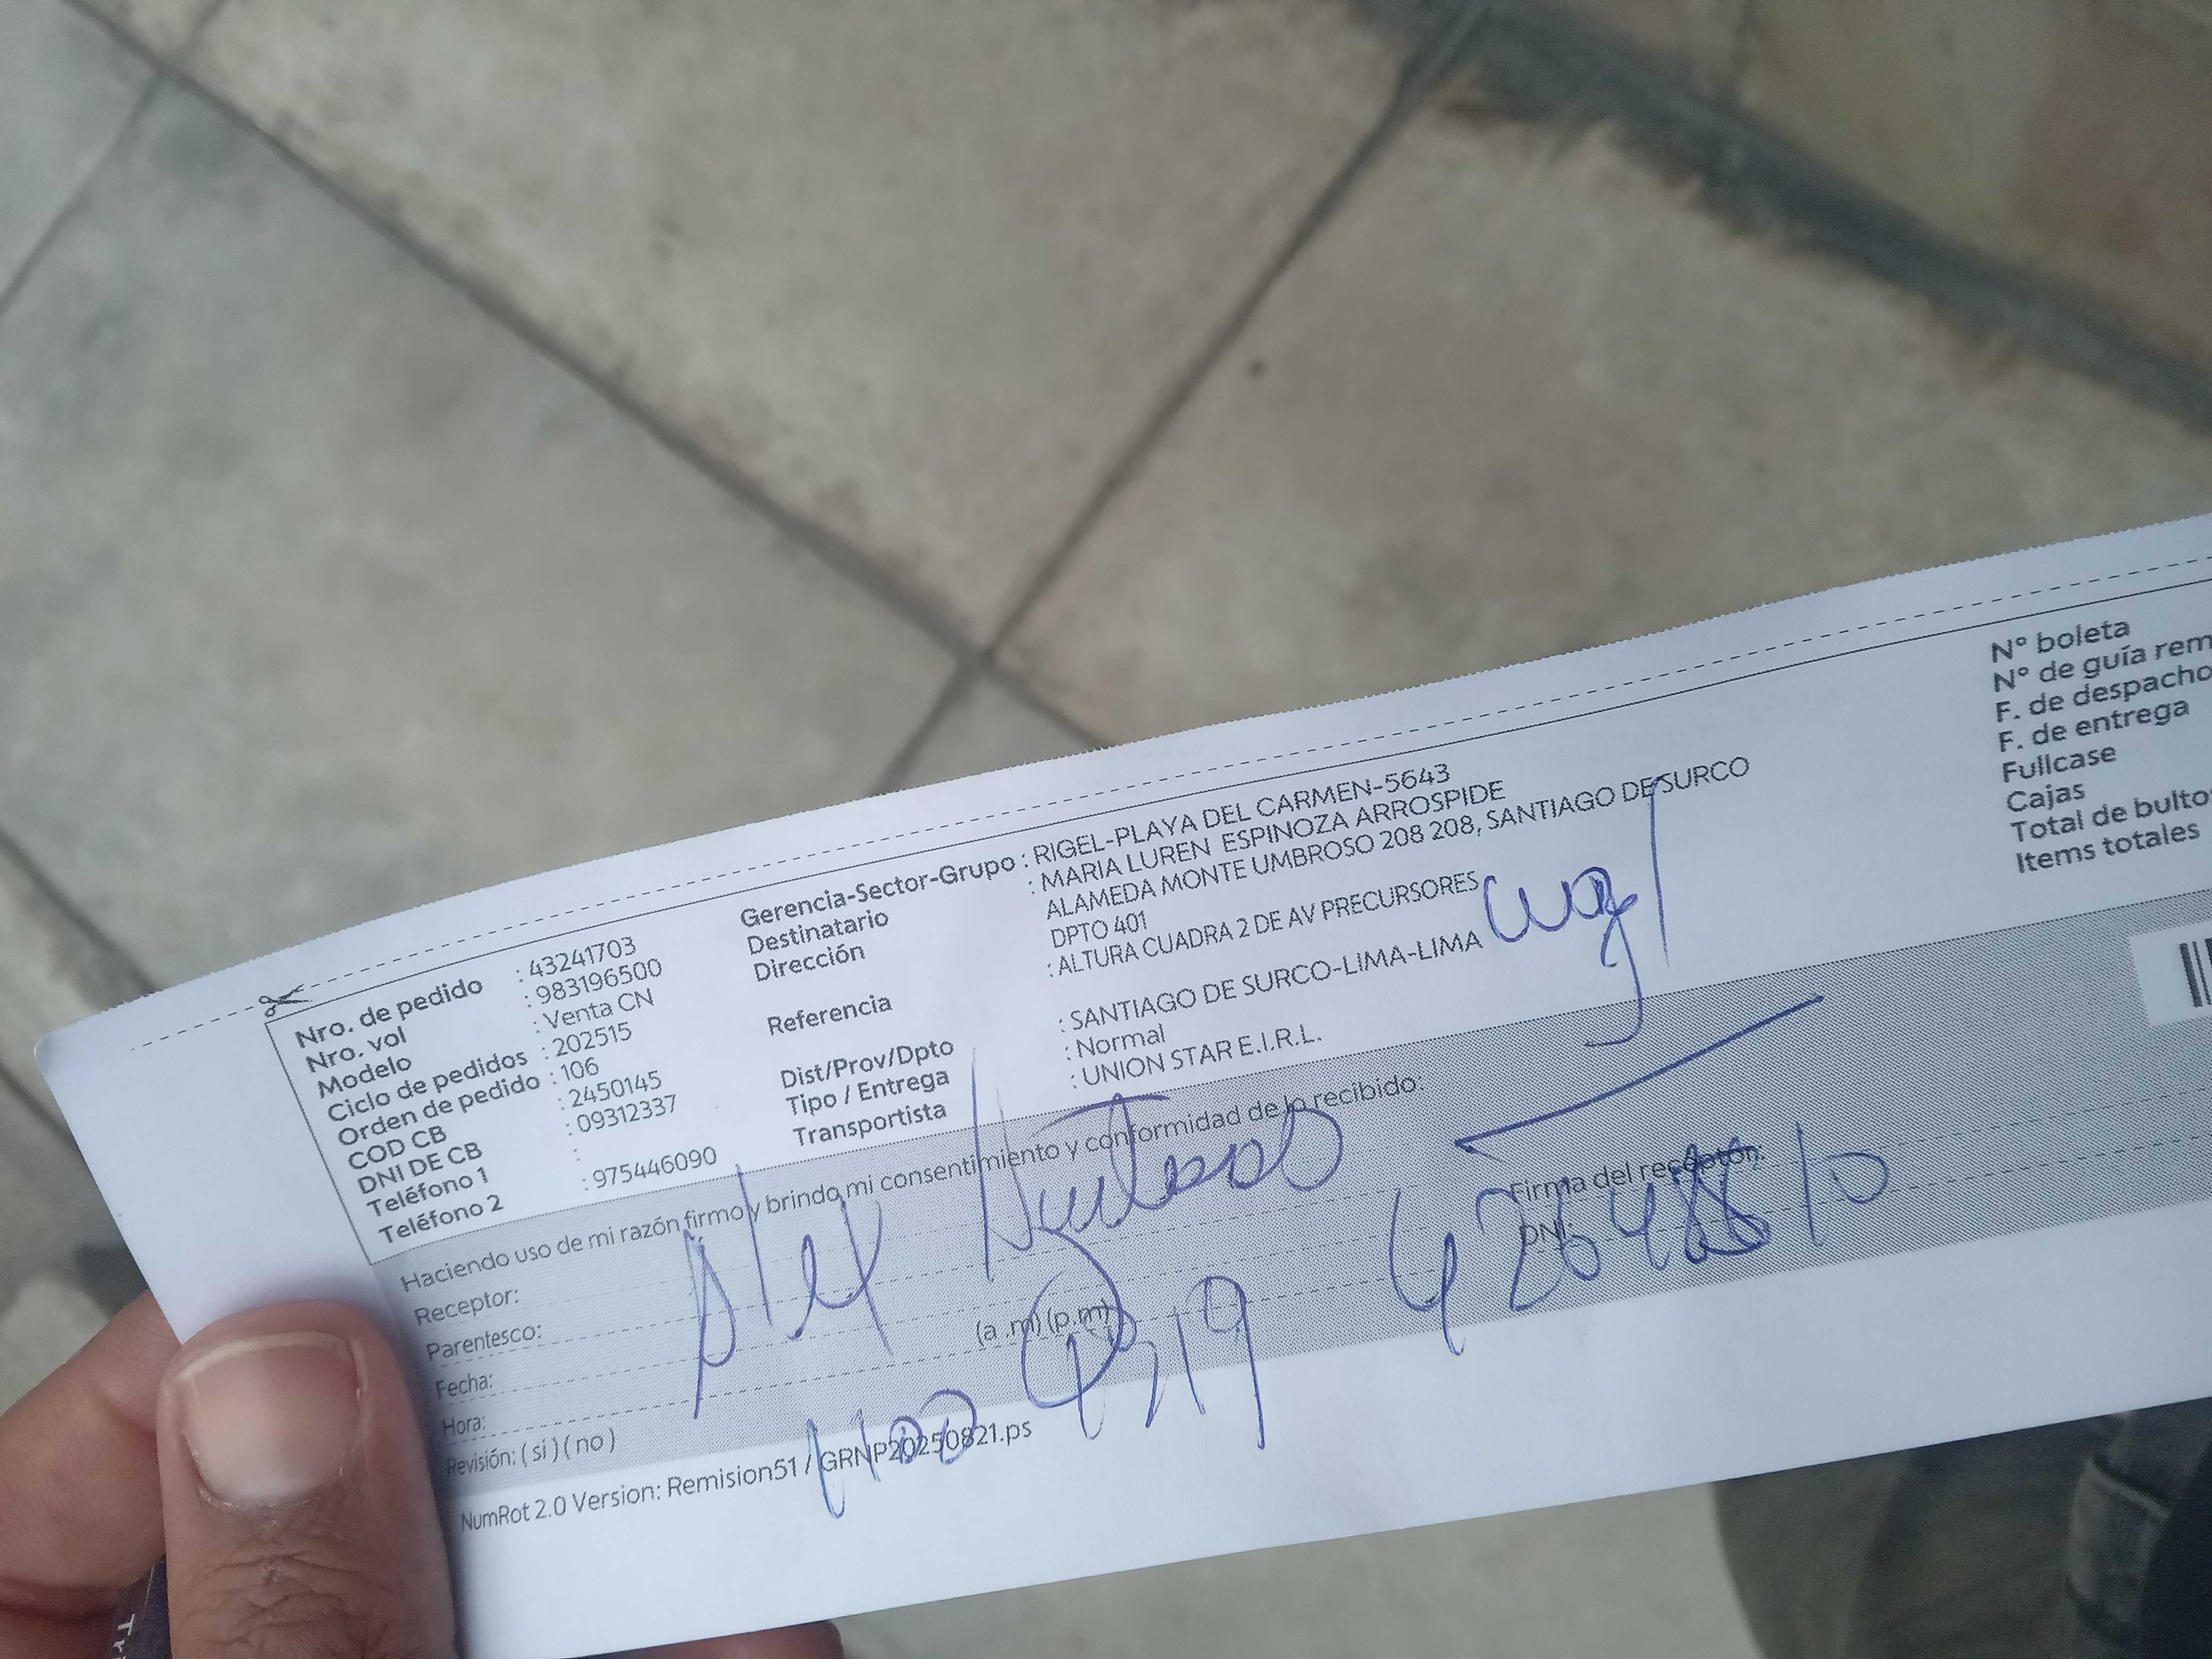 Nro. de pedido : 43241703
Nro. vol : 983196500
Modelo : Venta CN
Ciclo de pedidos : 202515
Orden de pedido : 106
COD CB : 2450145
DNI DE CB : 09312337
Teléfono 1 :
Teléfono 2 : 975446090
Gerencia-Sector-Grupo : RIGEL-PLAYA DEL CARMEN-5643
Destinatario : MARIA LUREN ESPINOZA ARROSPIDE
Dirección ALAMEDA MONTE UMBROSO 208 208, SANTIAGO DE SURCO
DPTO 401
Referencia : ALTURA CUADRA 2 DE AV PRECURSORES
Dist/Prov/Dpto : SANTIAGO DE SURCO-LIMA-LIMA
Tipo / Entrega : Normal
Transportista : UNION STAR E.I.R.L.
N° boleta
N° de guía rem
F. de despacho
F. de entrega
Fullcase
Cajas
Total de bulto
Items totales
Haciendo uso de mi razón firmo y brindo mi consentimiento y conformidad de lo recibido:
Receptor: Alex
Parentesco:
Fecha:
Hora: (a .m) (p.m)
Revisión: ( si ) ( no )
Firma del receptor:
DNI:
NumRot 2.0 Version: Remision51 / GRNP20250821.ps